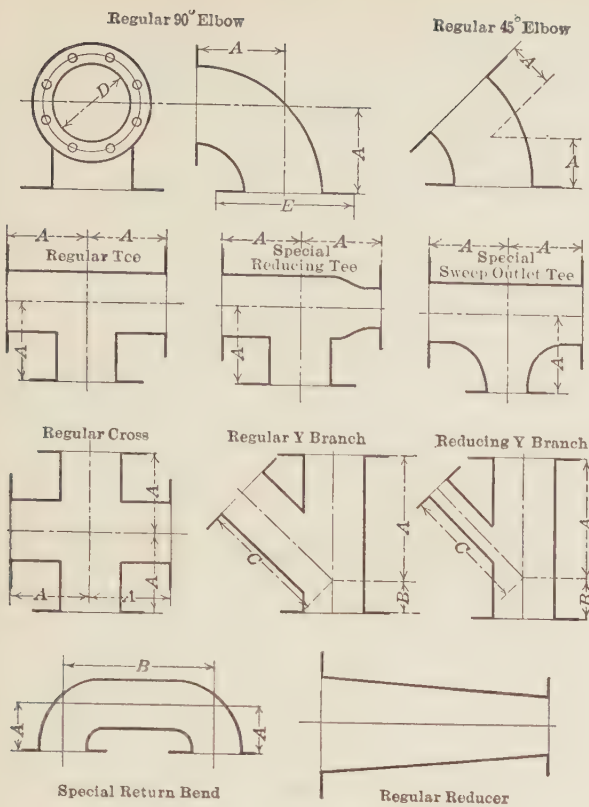 Regular 90° Elbow
Regular 45° Elbow
D
A
A
E
A
A
A A
Regular Tee
A
A A
Special
Reducing Tee
A
A A
Special
Sweep Outlet Tee
A
Regular Cross
A
A
A A
Regular Y Branch
A
C
B
Reducing Y Branch
A
C
B
B
A
A
Special Return Bend
Regular Reducer